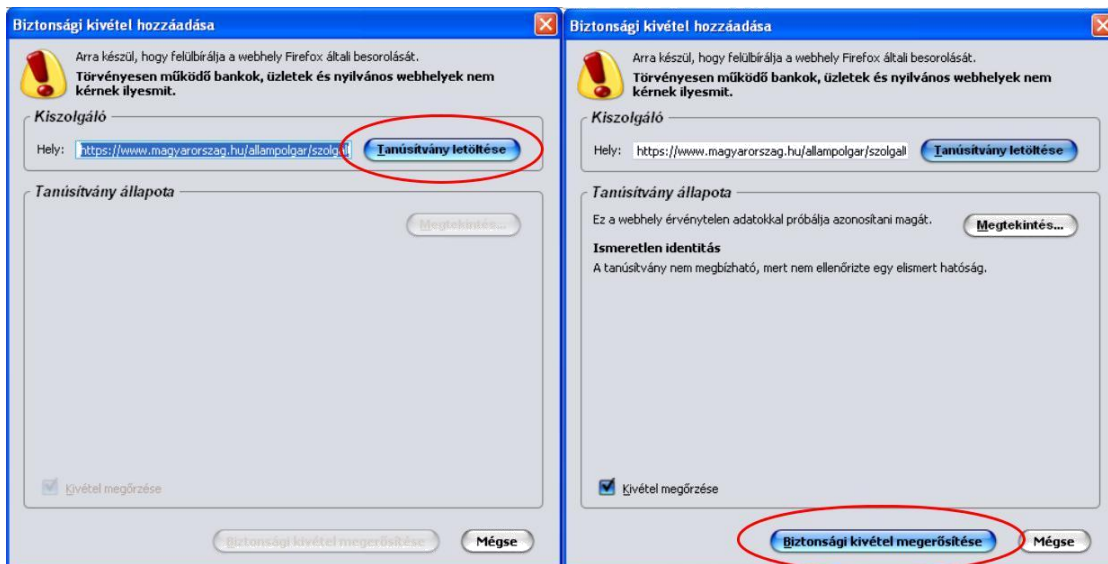 Biztonsági kivétel hozzáadása
Arra készül, hogy felülbírálja a webhely Firefox általi besorolását.
Törvényesen működő bankok, üzletek és nyilvános webhelyek nem
kérnek ilyesmit.
Kiszolgáló
Hely: https://www.magyarorszag.hu/allampolgar/szolgal Tanúsítvány letöltése
Tanúsítvány állapota
Megtekintés...
Kivétel megőrzése
Biztonsági kivétel megerősítése Mégse
Biztonsági kivétel hozzáadása
Arra készül, hogy felülbírálja a webhely Firefox általi besorolását.
Törvényesen működő bankok, üzletek és nyilvános webhelyek nem
kérnek ilyesmit.
Kiszolgáló
Hely: https://www.magyarorszag.hu/allampolgar/szolgall Tanúsítvány letöltése
Tanúsítvány állapota
Ez a webhely érvénytelen adatokkal próbálja azonosítani magát. Megtekintés...
Ismeretlen identitás
A tanúsítvány nem megbízható, mert nem ellenőrizte egy elismert hatóság.
Kivétel megőrzése
Biztonsági kivétel megerősítése Mégse